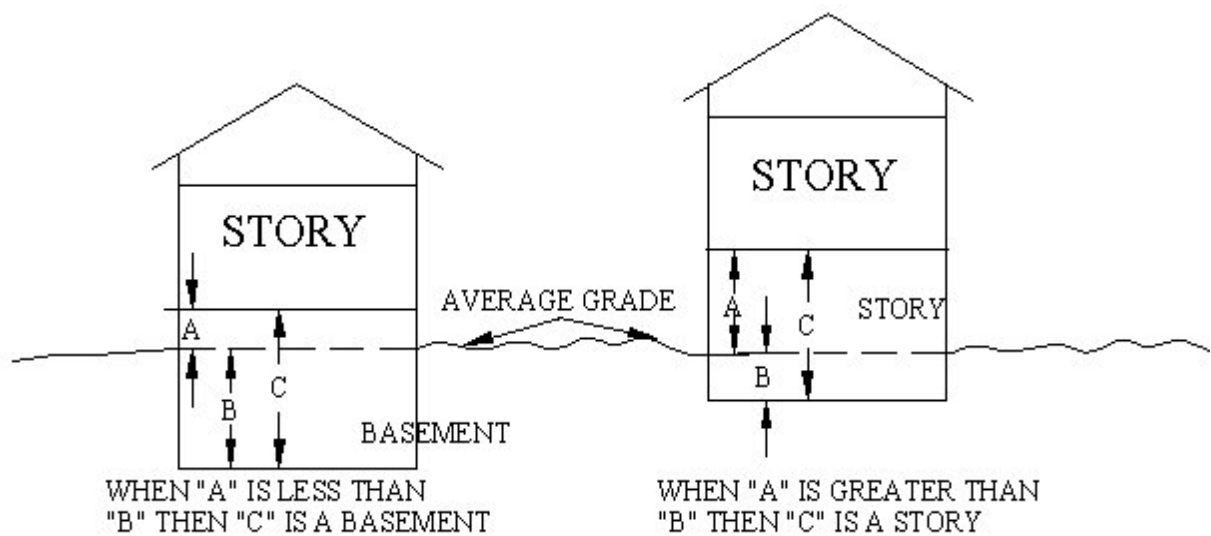 STORY
STORY
AVERAGE GRADE
STORY
A
A
C
B
C
B
BASEMENT
WHEN "A" IS LESS THAN
"B" THEN "C" IS A BASEMENT
WHEN "A" IS GREATER THAN
"B" THEN "C" IS A STORY